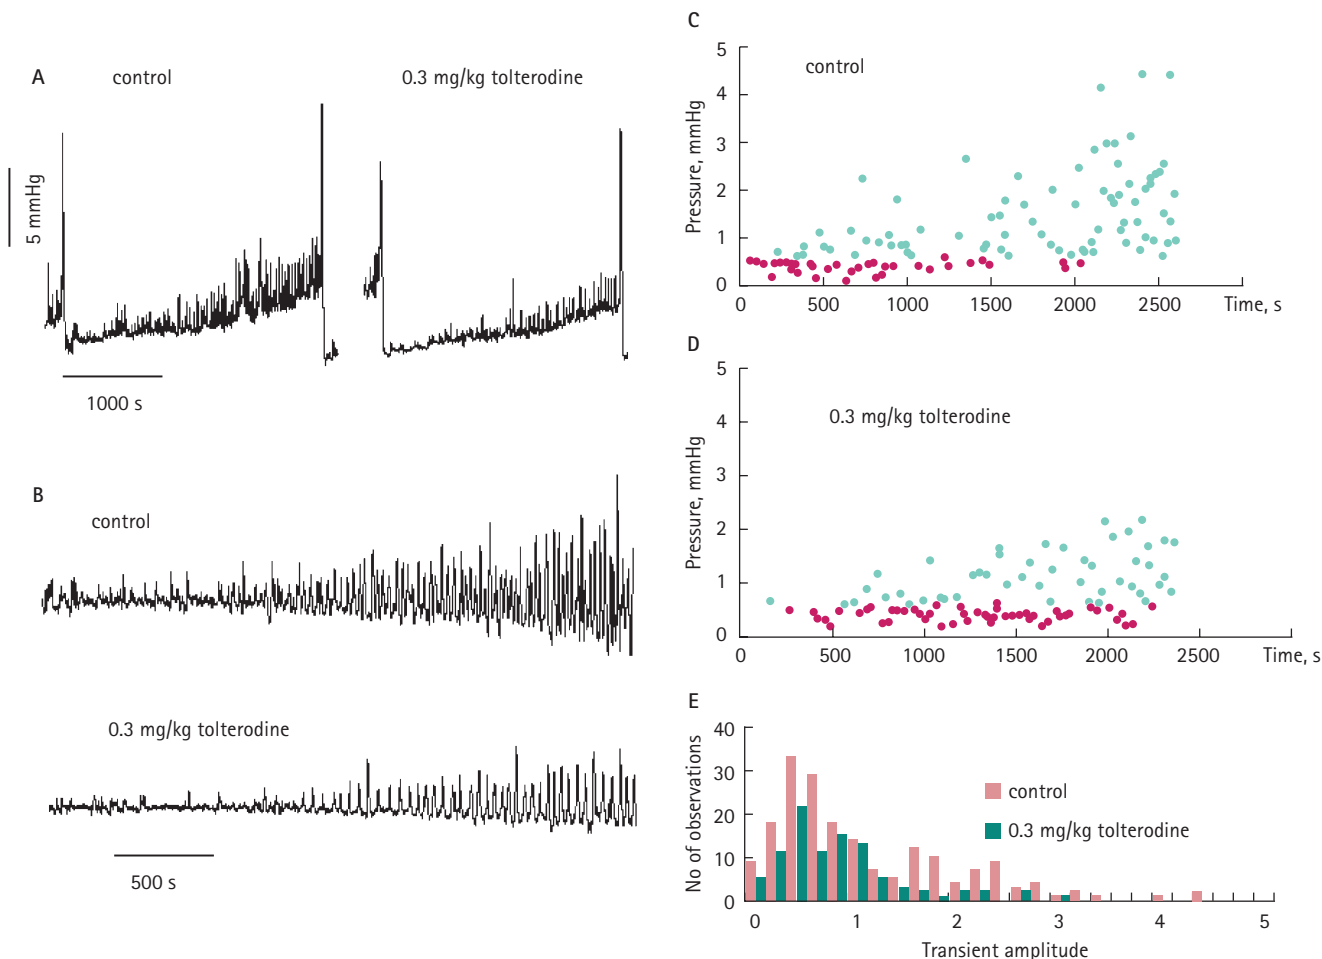 A
control
0.3 mg/kg tolterodine
5 mmHg
1000 s
B
control
0.3 mg/kg tolterodine
500 s
C
control
Pressure, mmHg
5
4
3
2
1
0
0 500 1000 1500 2000 2500 Time, s
D
0.3 mg/kg tolterodine
Pressure, mmHg
5
4
3
2
1
0
0 500 1000 1500 2000 2500 Time, s
E
No of observations
40
30
20
10
0
control
0.3 mg/kg tolterodine
0 1 2 3 4 5
Transient amplitude